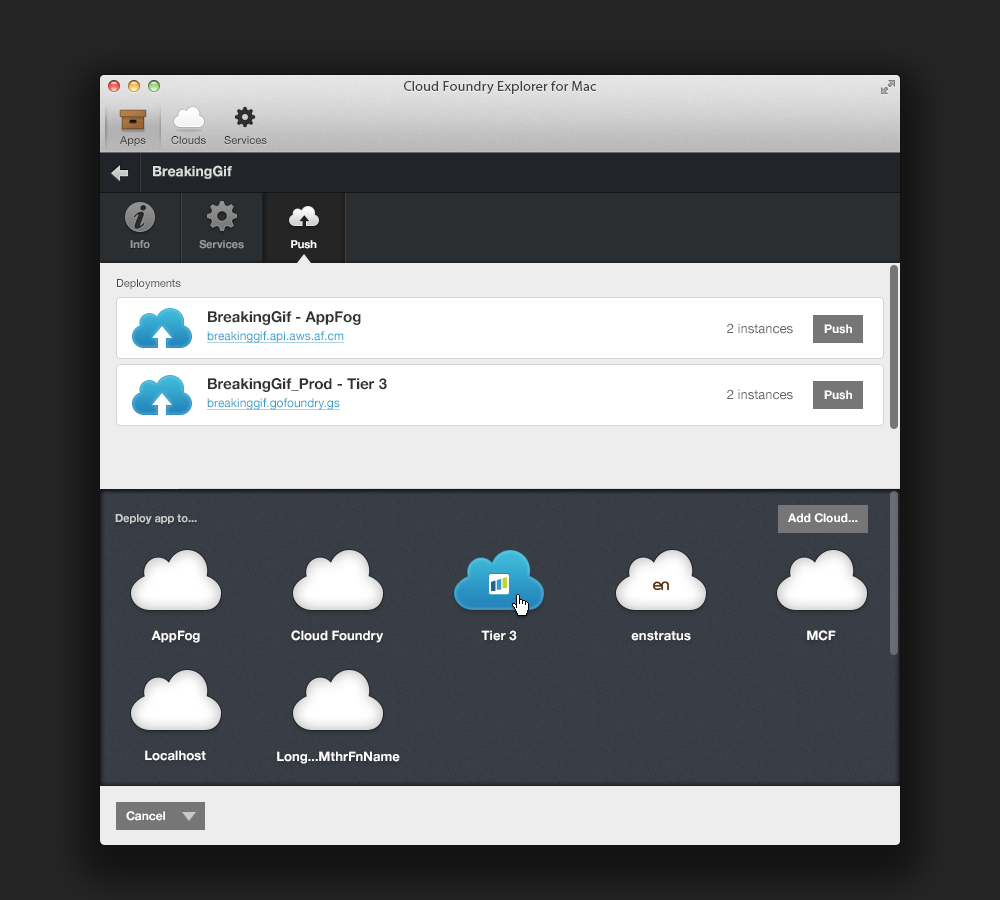 Cloud Foundry Explorer for Mac
Apps
Clouds
Services
BreakingGif
Info
Services
Push
Deployments
BreakingGif - AppFog
breakinggif.api.aws.af.cm
2 instances
Push
BreakingGif_Prod - Tier 3
breakinggif.gofoundry.gs
2 instances
Push
Deploy app to...
Add Cloud...
en
AppFog
Cloud Foundry
Tier 3
enstratus
MCF
Localhost
Long...MthrFnName
Cancel